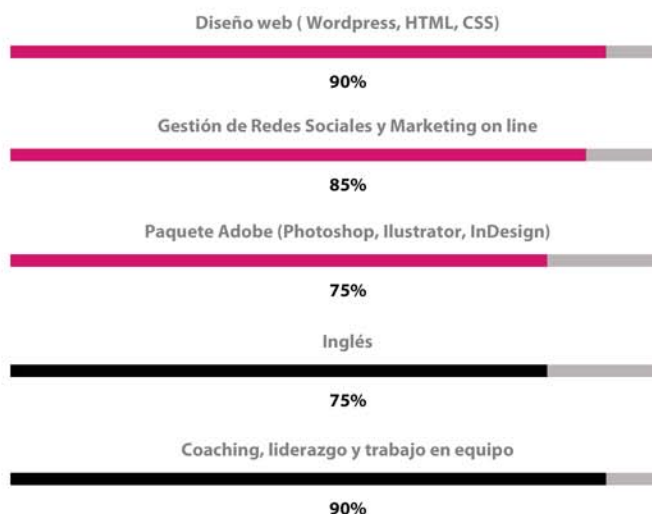 Diseño web ( Wordpress, HTML, CSS)
90%
Gestión de Redes Sociales y Marketing on line
85%
Paquete Adobe (Photoshop, Ilustrator, InDesign)
75%
Inglés
75%
Coaching, liderazgo y trabajo en equipo
90%